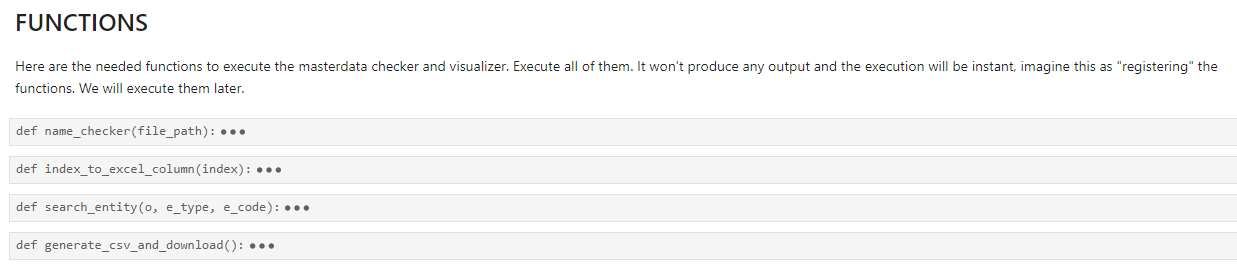 FUNCTIONS
Here are the needed functions to execute the masterdata checker and visualizer. Execute all of them. It won't produce any output and the execution will be instant, imagine this as "registering" the
functions. We will execute them later.
def name_checker(file_path): •••
def index_to_excel_column(index): •••
def search_entity(o, e_type, e_code): •••
def generate_csv_and_download(): •••